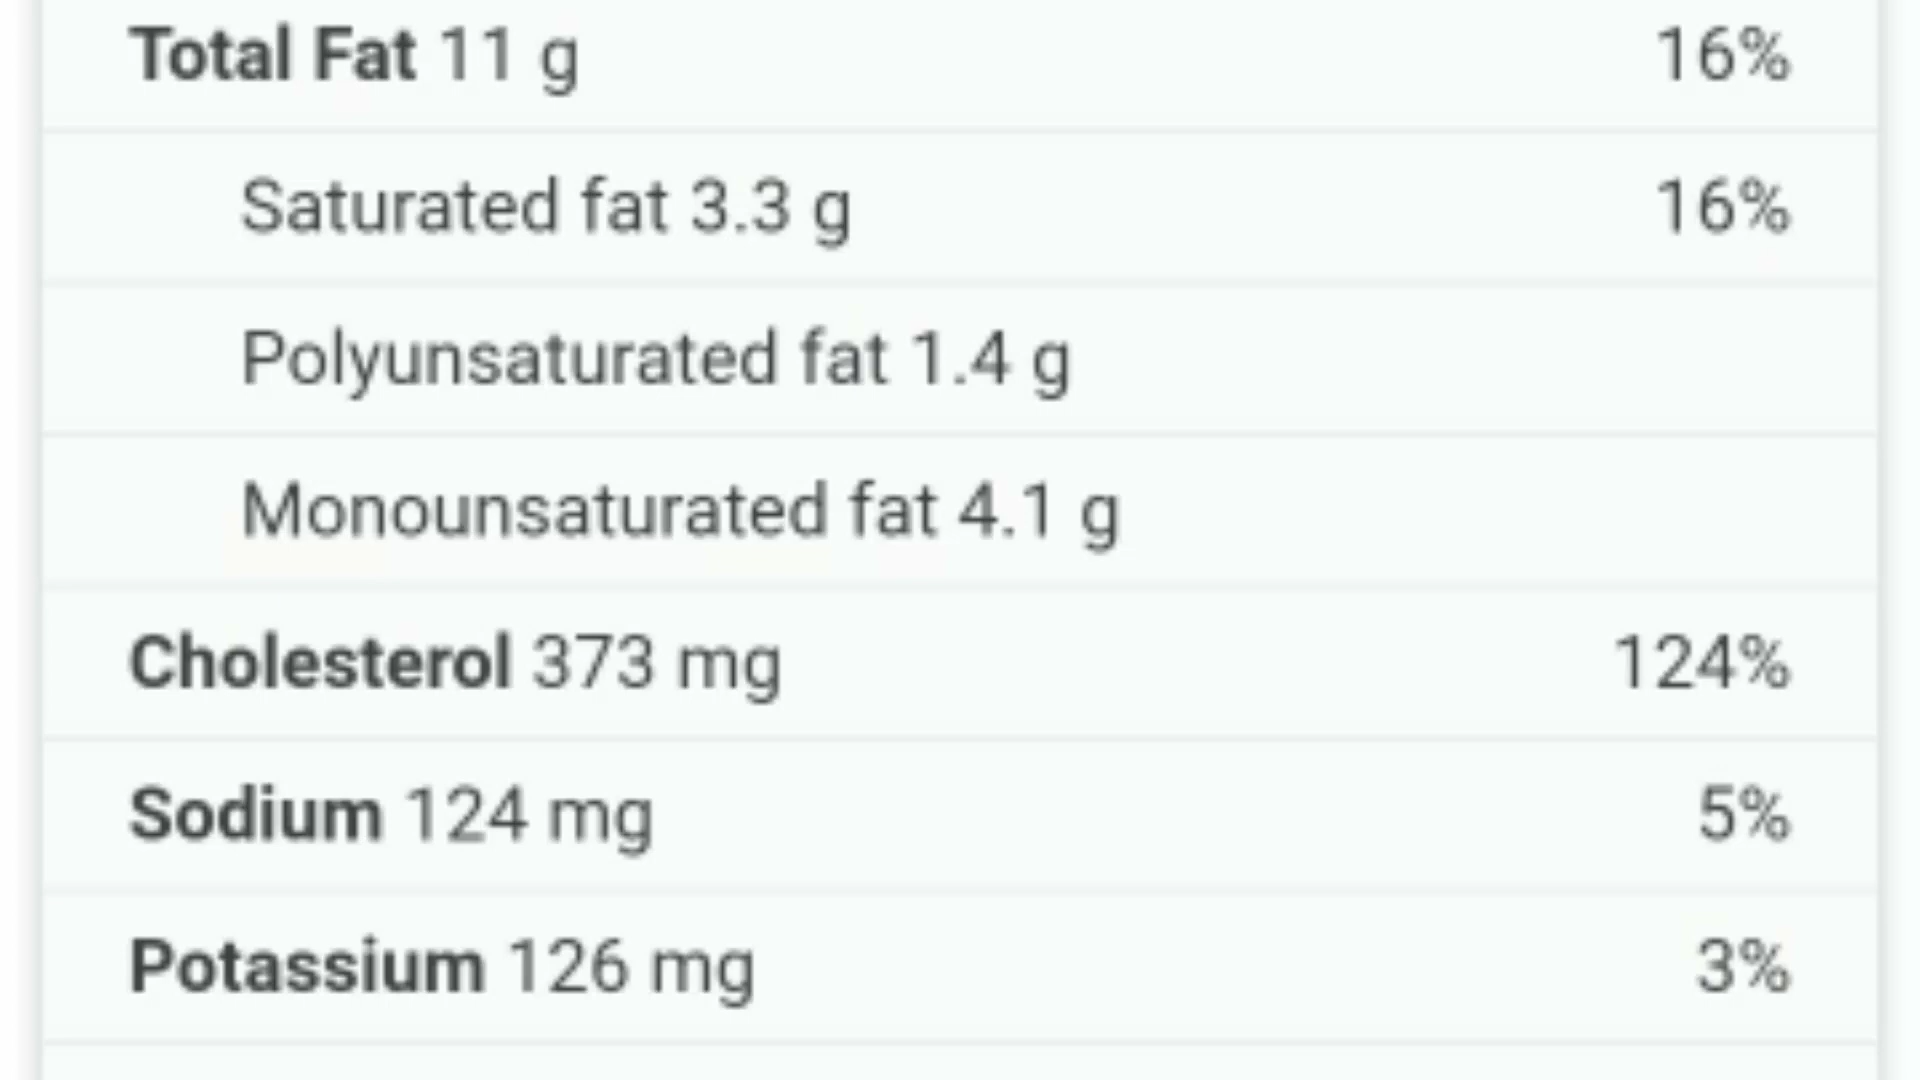 Total Fat 11 g 16%
Saturated fat 3.3 g 16%
Polyunsaturated fat 1.4 g
Monounsaturated fat 4.1 g
Cholesterol 373 mg 124%
Sodium 124 mg 5%
Potassium 126 mg 3%